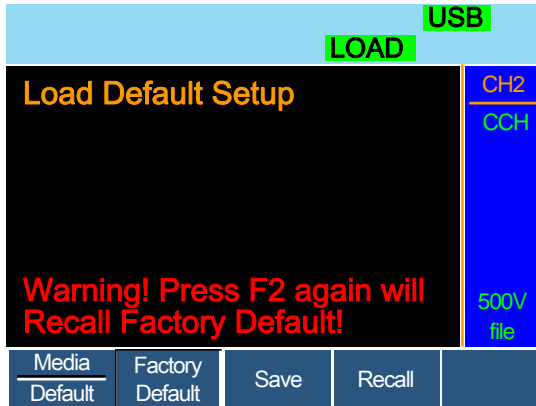 USB
LOAD
Load Default Setup
CH2
CCH
Warning! Press F2 again will
Recall Factory Default!
500V
file
Media
Default
Factory
Default
Save
Recall